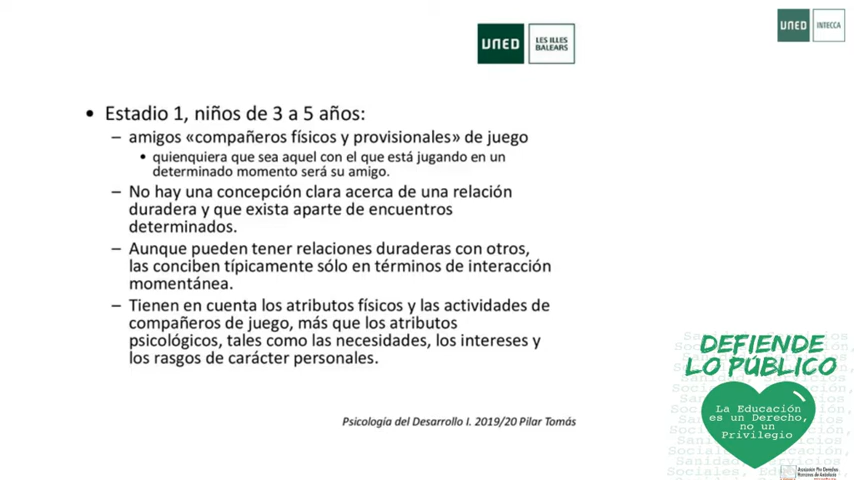 UNED
LES ILLES
BALEARS
UNED
INTECCA
• Estadio 1, niños de 3 a 5 años:
– amigos «compañeros físicos y provisionales» de juego
• quienquiera que sea aquel con el que está jugando en un
determinado momento será su amigo.
– No hay una concepción clara acerca de una relación
duradera y que exista aparte de encuentros
determinados.
– Aunque pueden tener relaciones duraderas con otros,
las conciben típicamente sólo en términos de interacción
momentánea.
– Tienen en cuenta los atributos físicos y las actividades de
compañeros de juego, más que los atributos
psicológicos, tales como las necesidades, los intereses y
los rasgos de carácter personales.
Psicología del Desarrollo I. 2019/20 Pilar Tomás
DEFIENDE
LO PÚBLICO
La Educación
es un Derecho,
no un
Privilegio